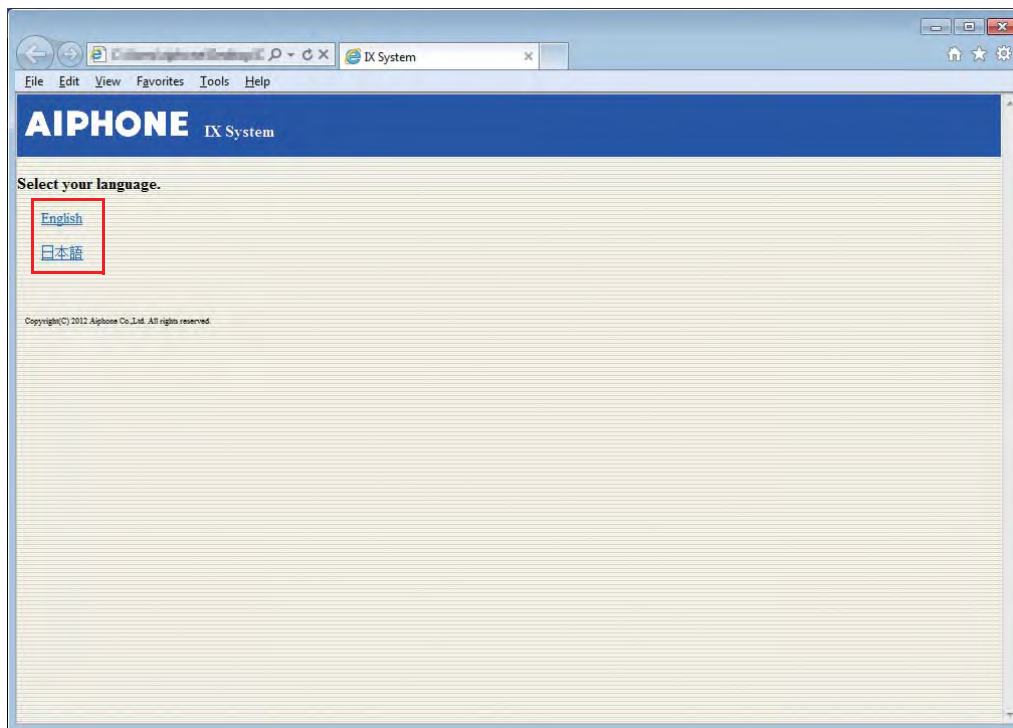 IX System
File Edit View Favorites Tools Help
AIPHONE IX System
Select your language.
English
日本語
Copyright(C) 2012 Aiphone Co.,Ltd. All rights reserved.